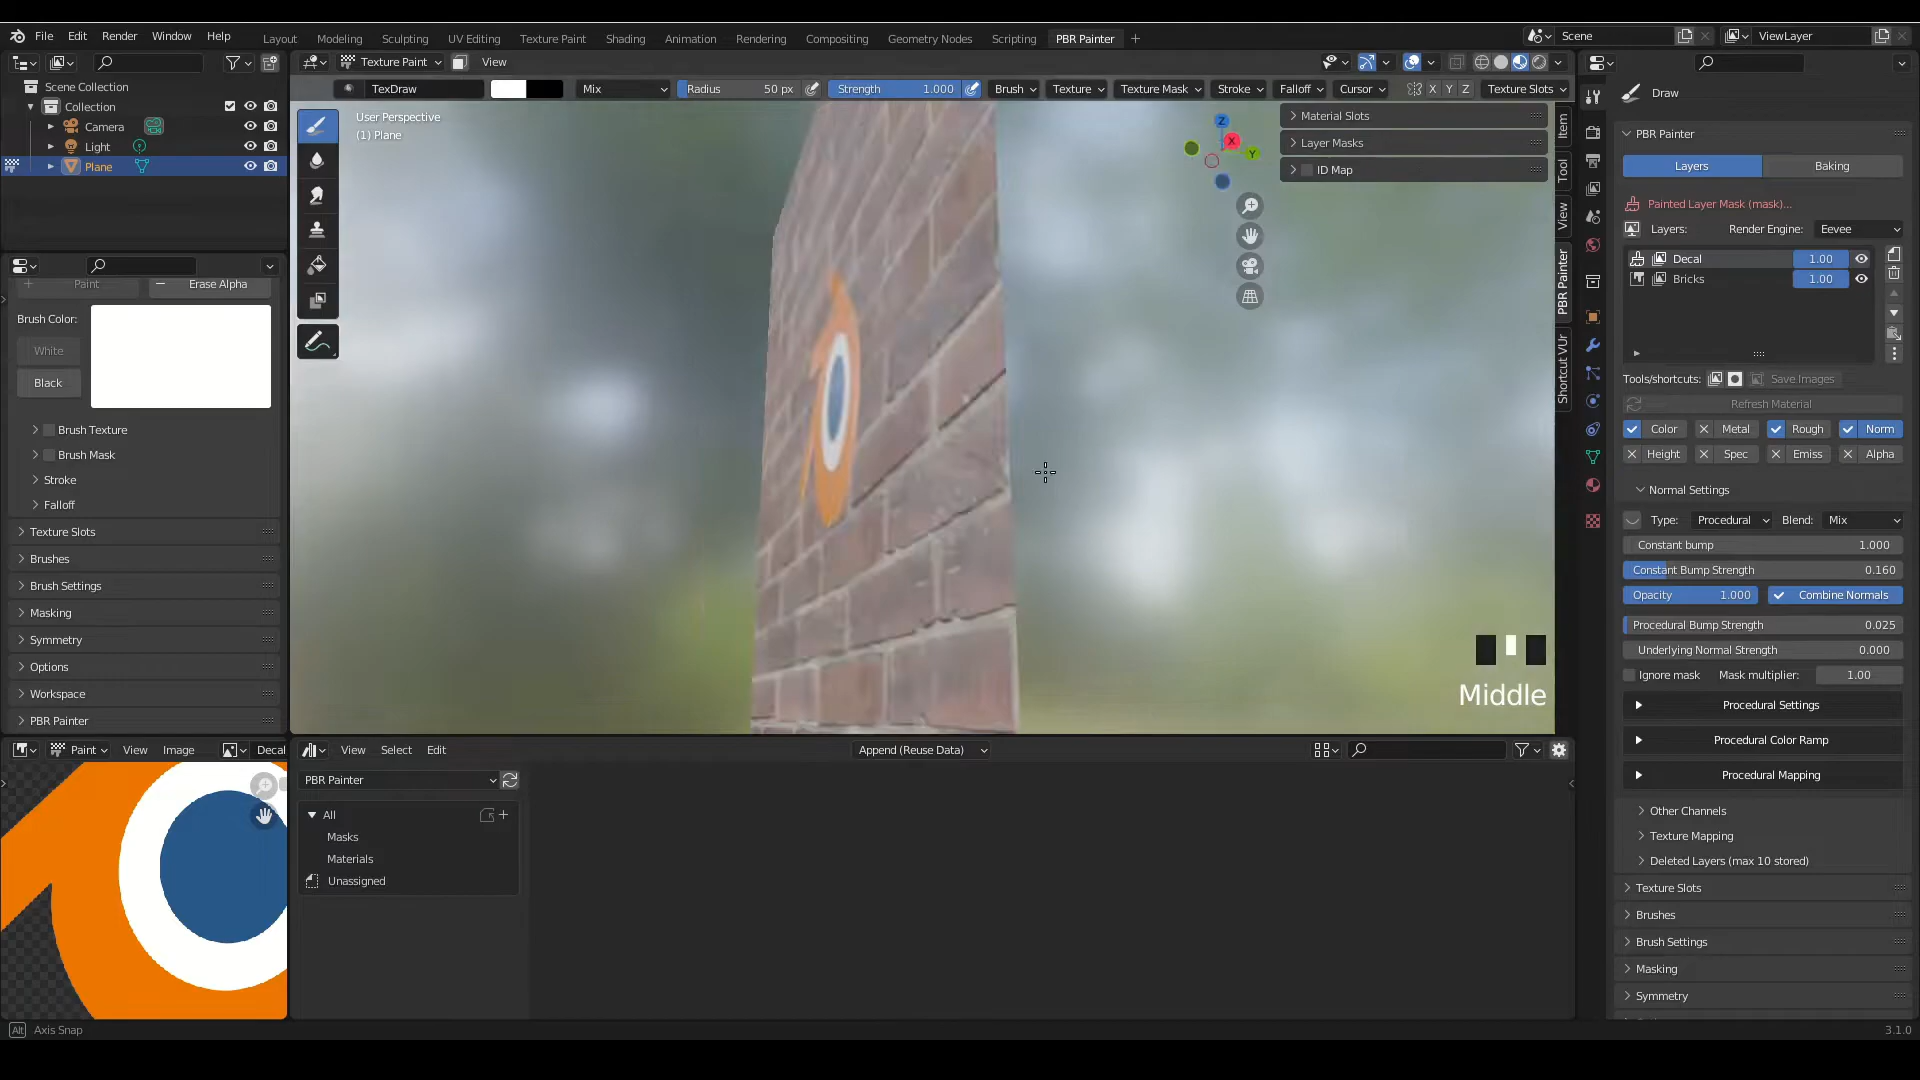 File Edit Render Window Help
Layout Modeling Sculpting UV Editing Texture Paint Shading Animation Rendering Compositing Geometry Nodes Scripting PBR Painter +
Scene
ViewLayer
Texture Paint View
TexDraw Mix Radius 50 px Strength 1.000 Brush Texture Texture Mask Stroke Falloff Cursor X Y Z Texture Slots
Scene Collection
Collection
Camera
Light
Plane
Paint Erase Alpha
Brush Color:
White
Black
Brush Texture
Brush Mask
Stroke
Falloff
Texture Slots
Brushes
Brush Settings
Masking
Symmetry
Options
Workspace
PBR Painter
User Perspective
(1) Plane
Z
X
Y
Material Slots
Layer Masks
ID Map
Item
Tool
View
PBR Painter
Shortcut VUr
Middle
Draw
PBR Painter
Layers Baking
Painted Layer Mask (mask)...
Layers: Render Engine: Eevee
Decal 1.00
Bricks 1.00
Tools/shortcuts: Save Images
Refresh Material
Color Metal Rough Norm
Height Spec Emiss Alpha
Normal Settings
Type: Procedural Blend: Mix
Constant bump 1.000
Constant Bump Strength 0.160
Opacity 1.000 Combine Normals
Procedural Bump Strength 0.025
Underlying Normal Strength 0.000
Ignore mask Mask multiplier: 1.00
Procedural Settings
Procedural Color Ramp
Procedural Mapping
Other Channels
Texture Mapping
Deleted Layers (max 10 stored)
Texture Slots
Brushes
Brush Settings
Masking
Symmetry
Paint View Image Decal
View Select Edit Append (Reuse Data)
PBR Painter
All
Masks
Materials
Unassigned
Alt Axis Snap
3.1.0